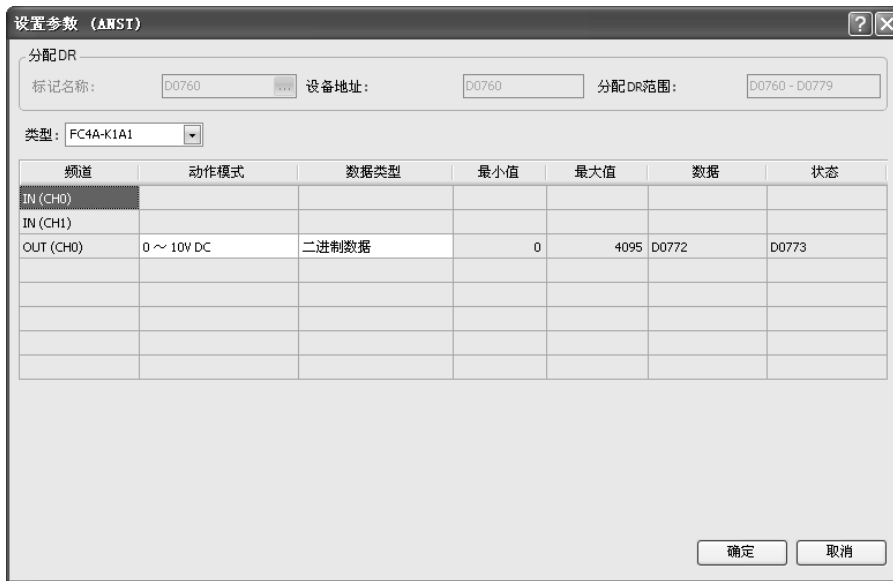 设置参数 (ANST)
分配DR
标记名称: D0760 ... 设备地址: D0760 分配DR范围: D0760 - D0779
类型: FC4A-K1A1
频道 动作模式 数据类型 最小值 最大值 数据 状态
IN (CH0)
IN (CH1)
OUT (CH0) 0 ~ 10V DC 二进制数据 0 4095 D0772 D0773
确定 取消